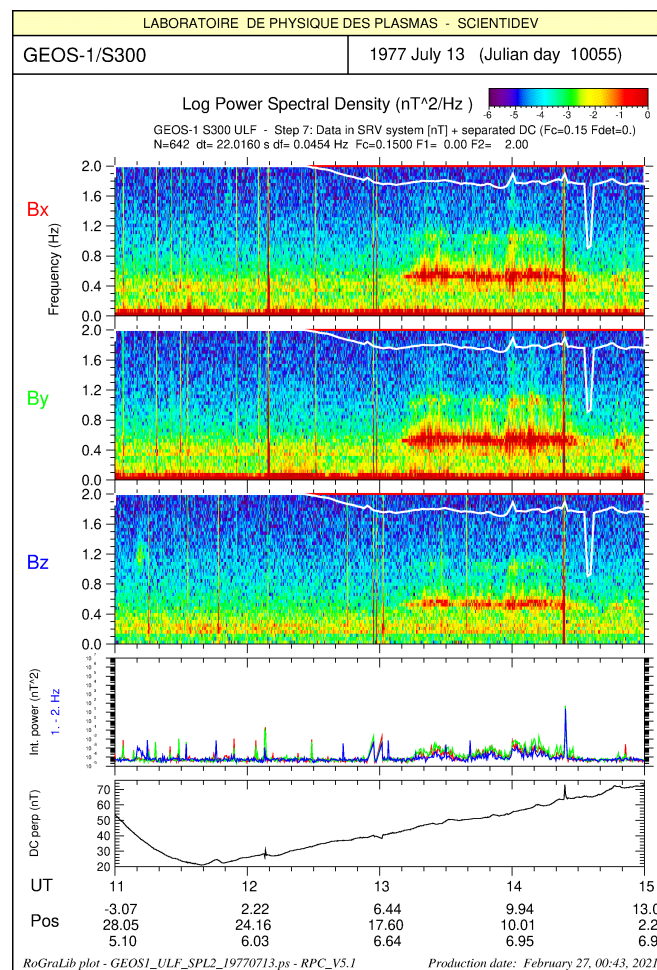 LABORATOIRE DE PHYSIQUE DES PLASMAS - SCIENTIDEV
GEOS-1/S300
1977 July 13 (Julian day 10055)
Log Power Spectral Density (nT^2/Hz )
-6 -5 -4 -3 -2 -1 0
GEOS-1 S300 ULF - Step 7: Data in SRV system [nT] + separated DC (Fc=0.15 Fdet=0.)
N=642 dt= 22.0160 s df= 0.0454 Hz Fc=0.1500 F1= 0.00 F2= 2.00
Bx
Frequency (Hz)
2.0
1.6
1.2
0.8
0.4
0.0
By
2.0
1.6
1.2
0.8
0.4
0.0
Bz
2.0
1.6
1.2
0.8
0.4
0.0
Int. power (nT^2)
1. - 2. Hz
DC perp (nT)
70
60
50
40
30
20
UT 11 12 13 14 15
Pos -3.07 2.22 6.44 9.94 13.0
28.05 24.16 17.60 10.01 2.2
5.10 6.03 6.64 6.95 6.9
RoGraLib plot - GEOS1_ULF_SPL2_19770713.ps - RPC_V5.1
Production date: February 27, 00:43, 2021